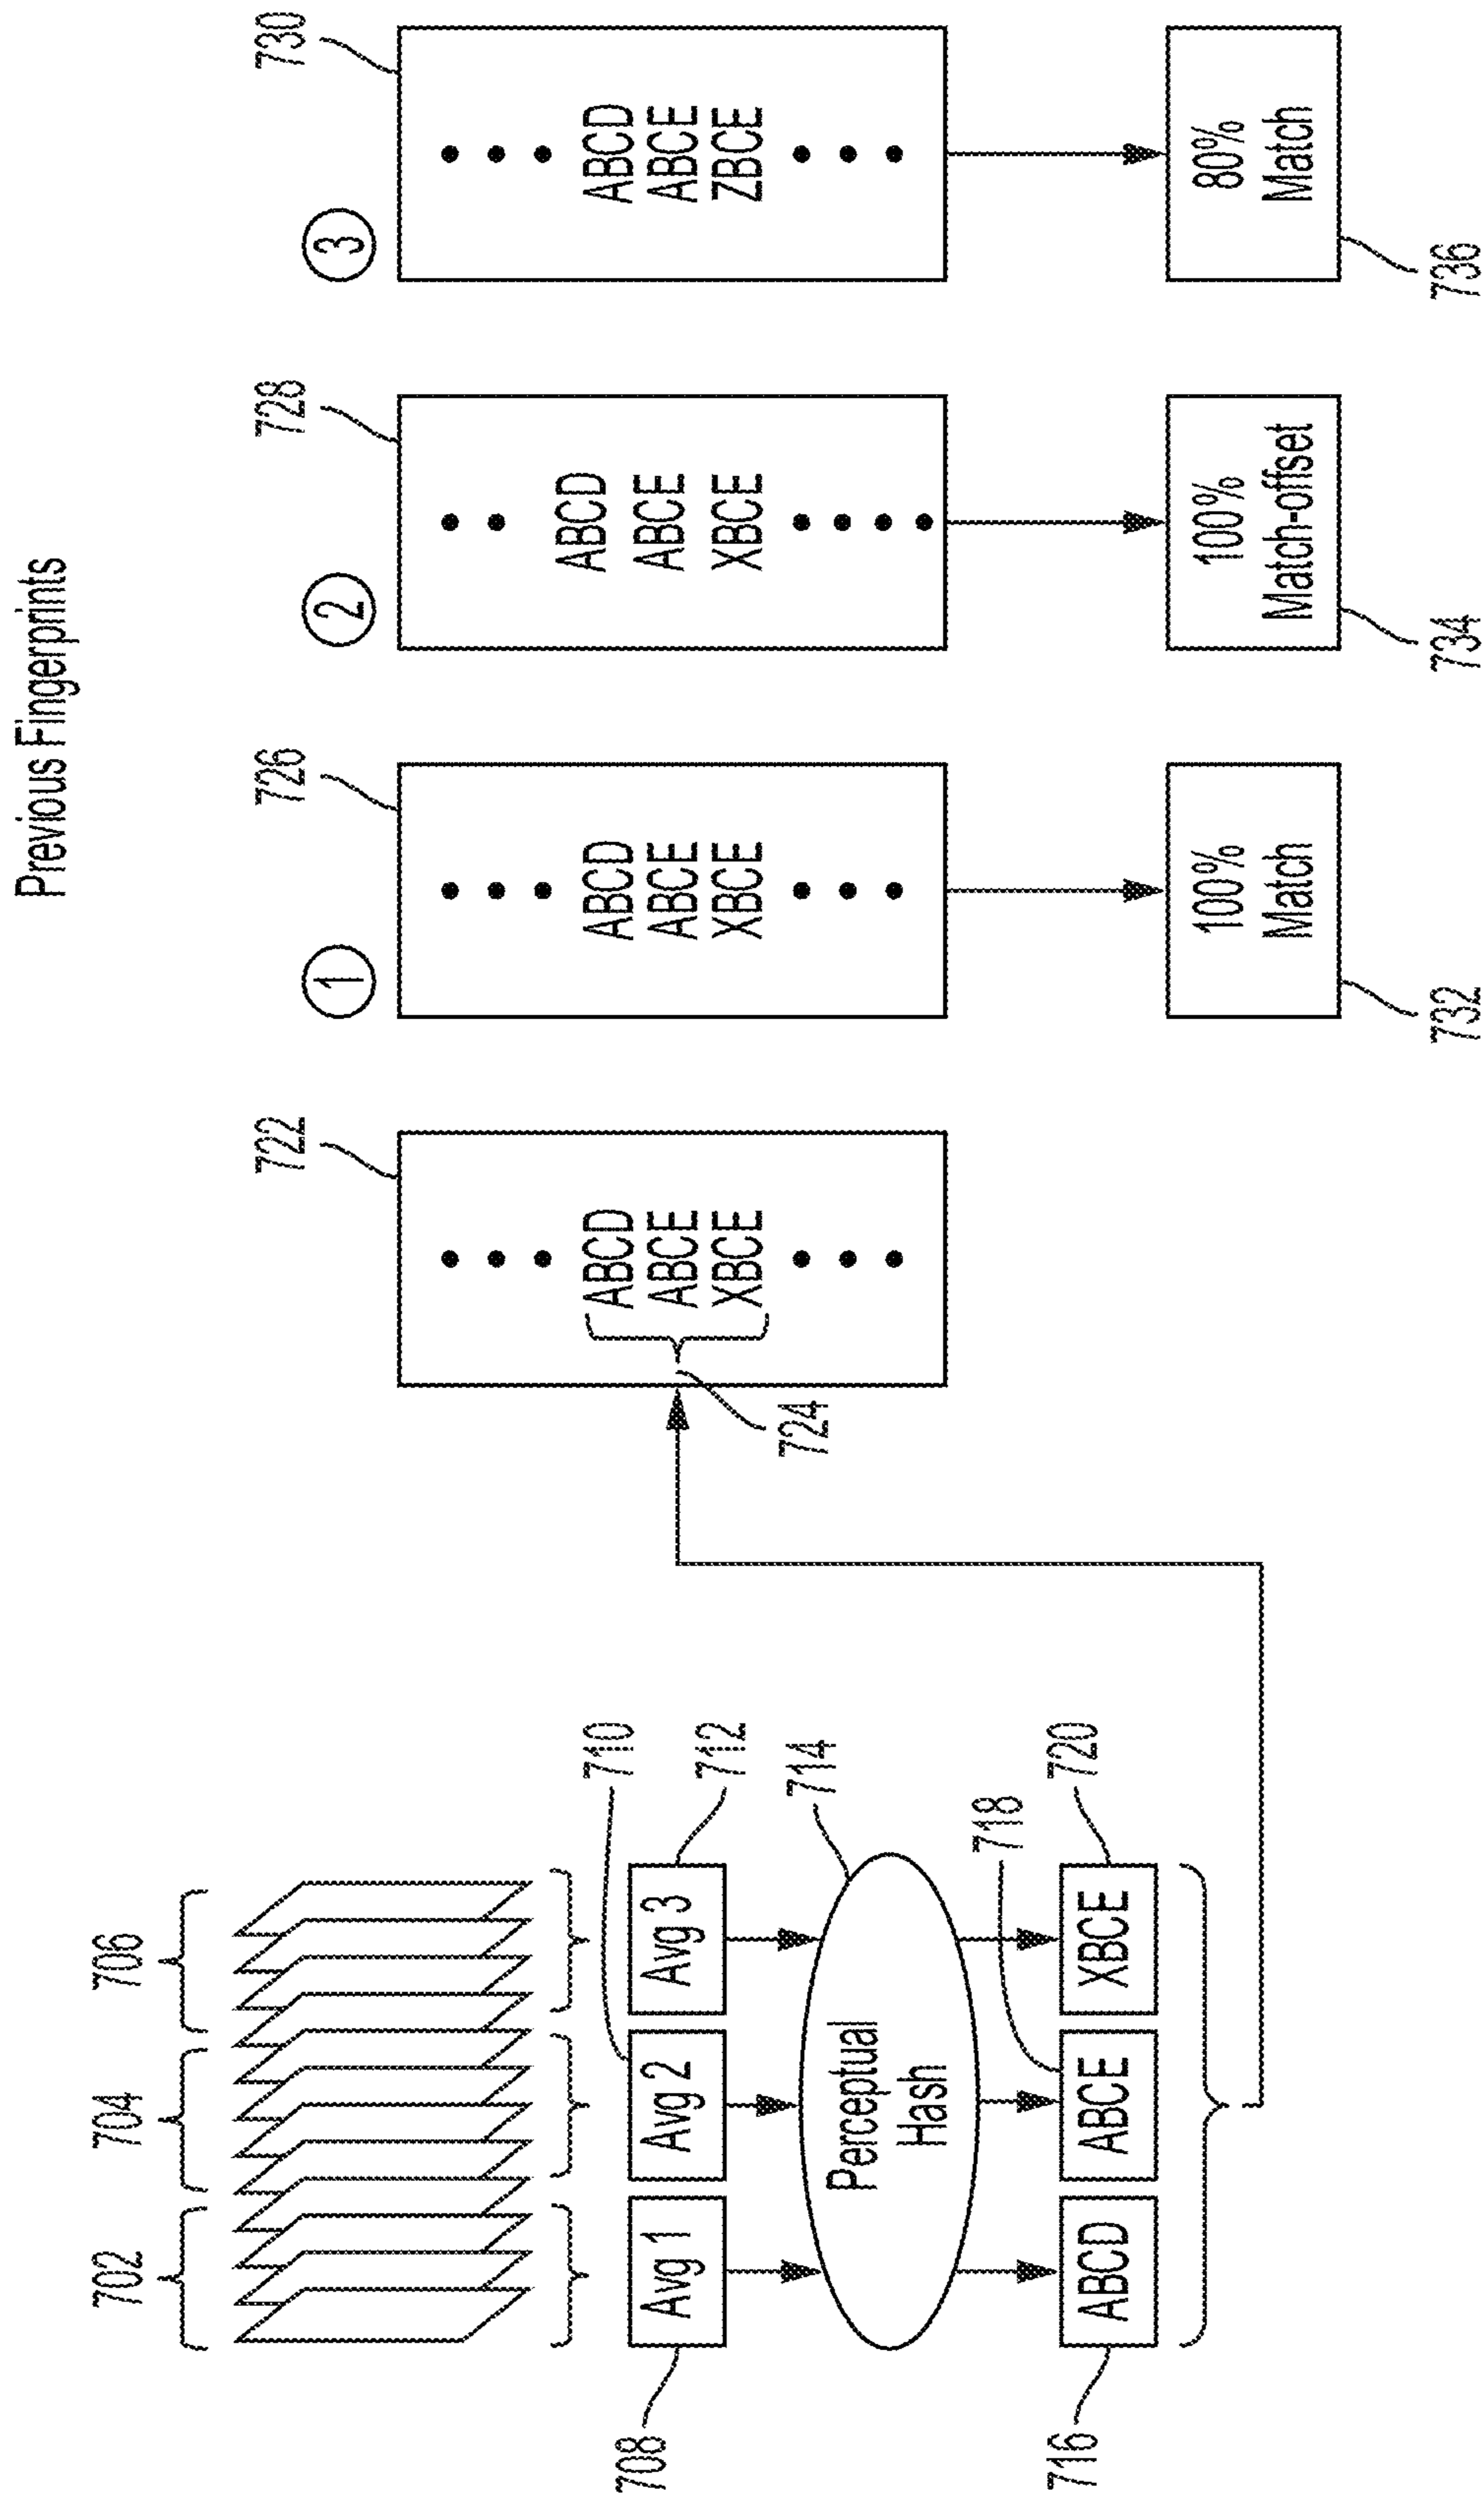 Previous Fingerprints
702
704
706
708
Avg 1
Avg 2
Avg 3
710
712
Perceptual
Hash
714
716
ABCD
ABCE
XBCE
718
720
722
ABCD
ABCE
XBCE
724
1
726
ABCD
ABCE
XBCE
100%
Match
732
2
728
ABCD
ABCE
XBCE
100%
Match-offset
734
3
730
ABCD
ABCE
ZBCE
80%
Match
736